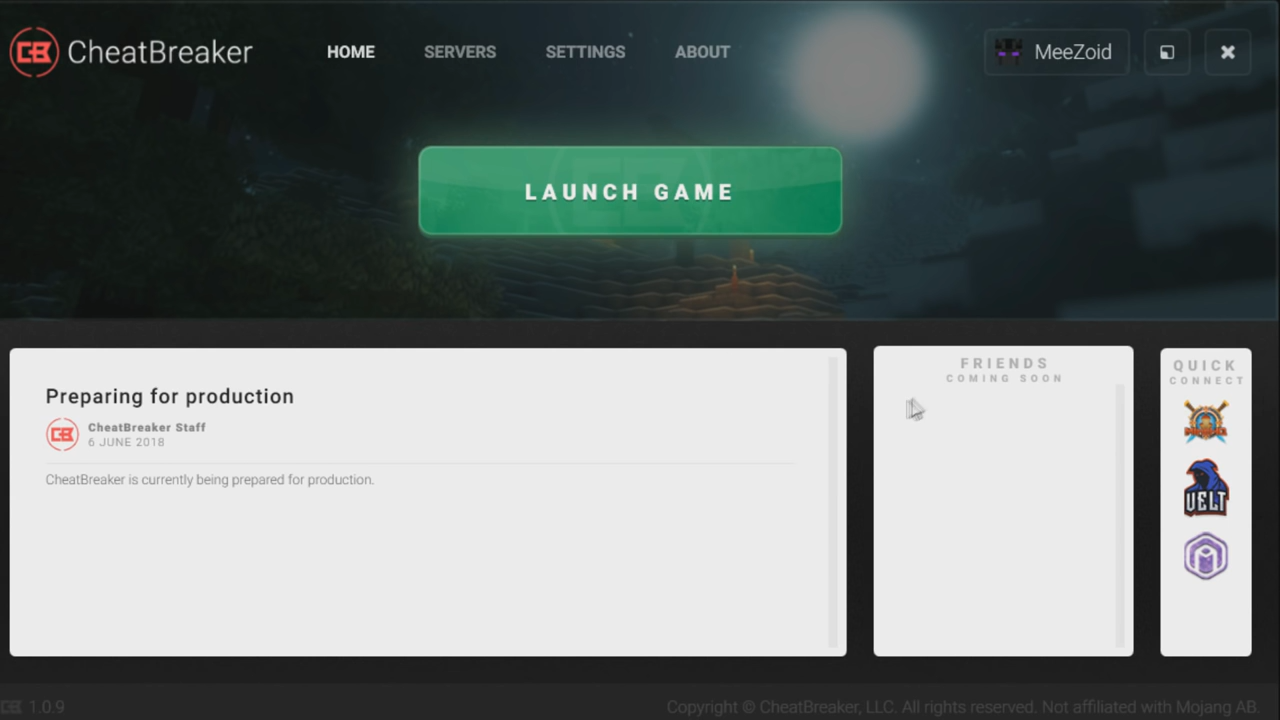 CB CheatBreaker
HOME
SERVERS
SETTINGS
ABOUT
MeeZoid
LAUNCH GAME
Preparing for production
CheatBreaker Staff
6 JUNE 2018
CheatBreaker is currently being prepared for production.
FRIENDS
COMING SOON
QUICK
CONNECT
VELT
CB 1.0.9
Copyright © CheatBreaker, LLC. All rights reserved. Not affiliated with Mojang AB.